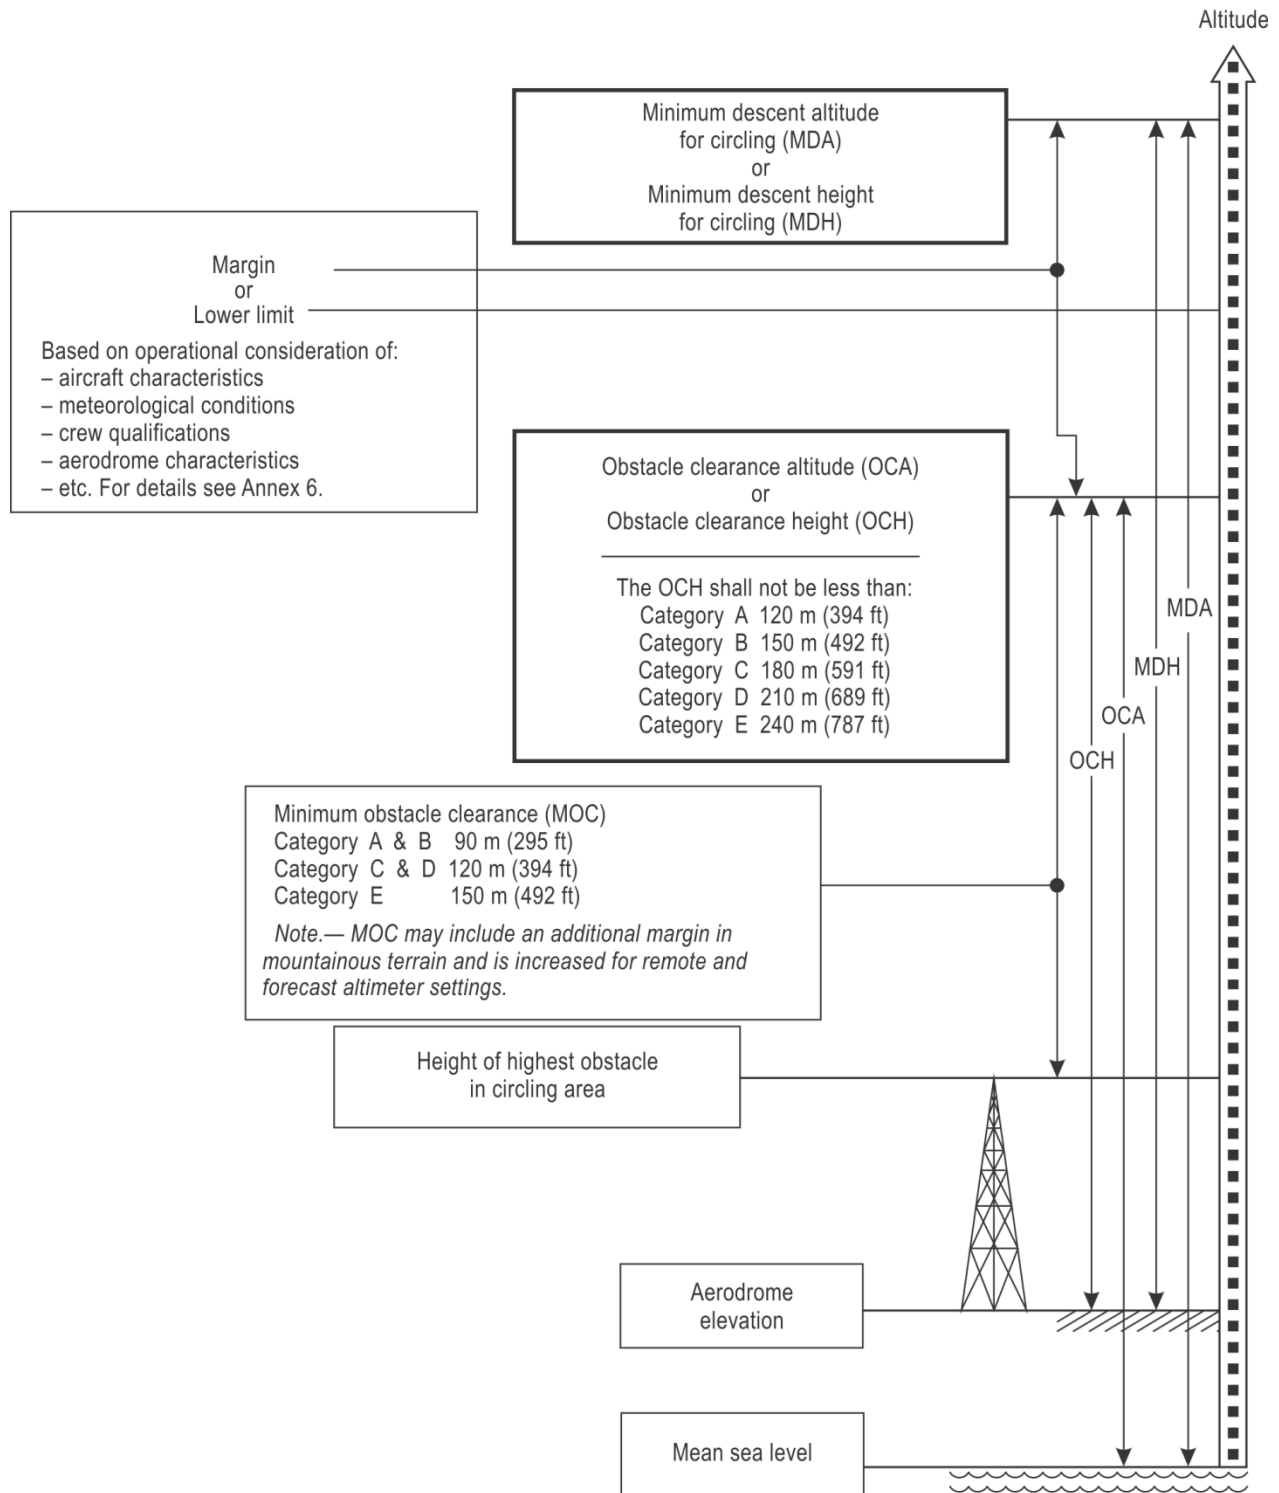 Altitude
Minimum descent altitude
for circling (MDA)
or
Minimum descent height
for circling (MDH)
Margin
or
Lower limit
Based on operational consideration of:
– aircraft characteristics
– meteorological conditions
– crew qualifications
– aerodrome characteristics
– etc. For details see Annex 6.
Obstacle clearance altitude (OCA)
or
Obstacle clearance height (OCH)
The OCH shall not be less than:
Category A 120 m (394 ft)
Category B 150 m (492 ft)
Category C 180 m (591 ft)
Category D 210 m (689 ft)
Category E 240 m (787 ft)
MDA
MDH
OCA
OCH
Minimum obstacle clearance (MOC)
Category A & B 90 m (295 ft)
Category C & D 120 m (394 ft)
Category E 150 m (492 ft)
Note.— MOC may include an additional margin in
mountainous terrain and is increased for remote and
forecast altimeter settings.
Height of highest obstacle
in circling area
Aerodrome
elevation
Mean sea level